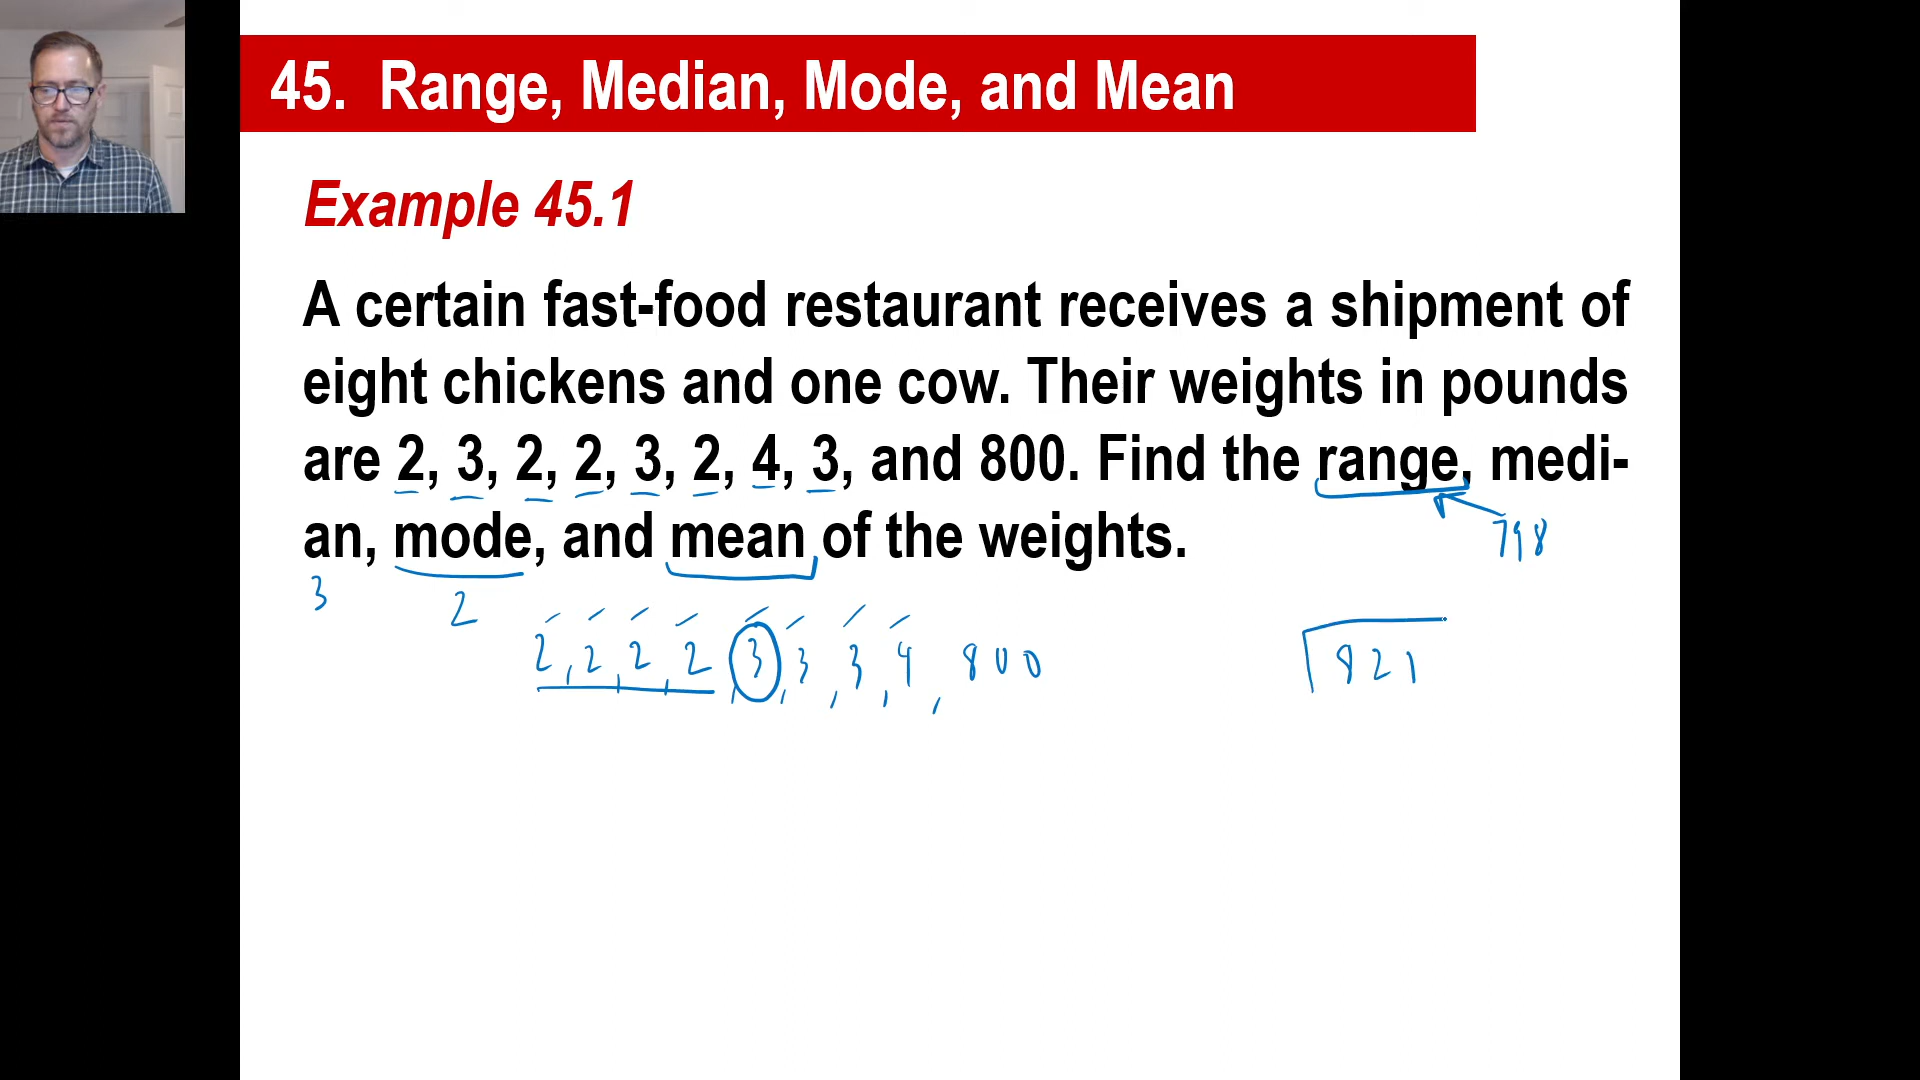 45. Range, Median, Mode, and Mean
Example 45.1
A certain fast-food restaurant receives a shipment of
eight chickens and one cow. Their weights in pounds
are 2, 3, 2, 2, 3, 2, 4, 3, and 800. Find the range, medi-
an, mode, and mean of the weights.
798
3
2
2, 2, 2, 2, 3, 3, 3, 4, 800
821